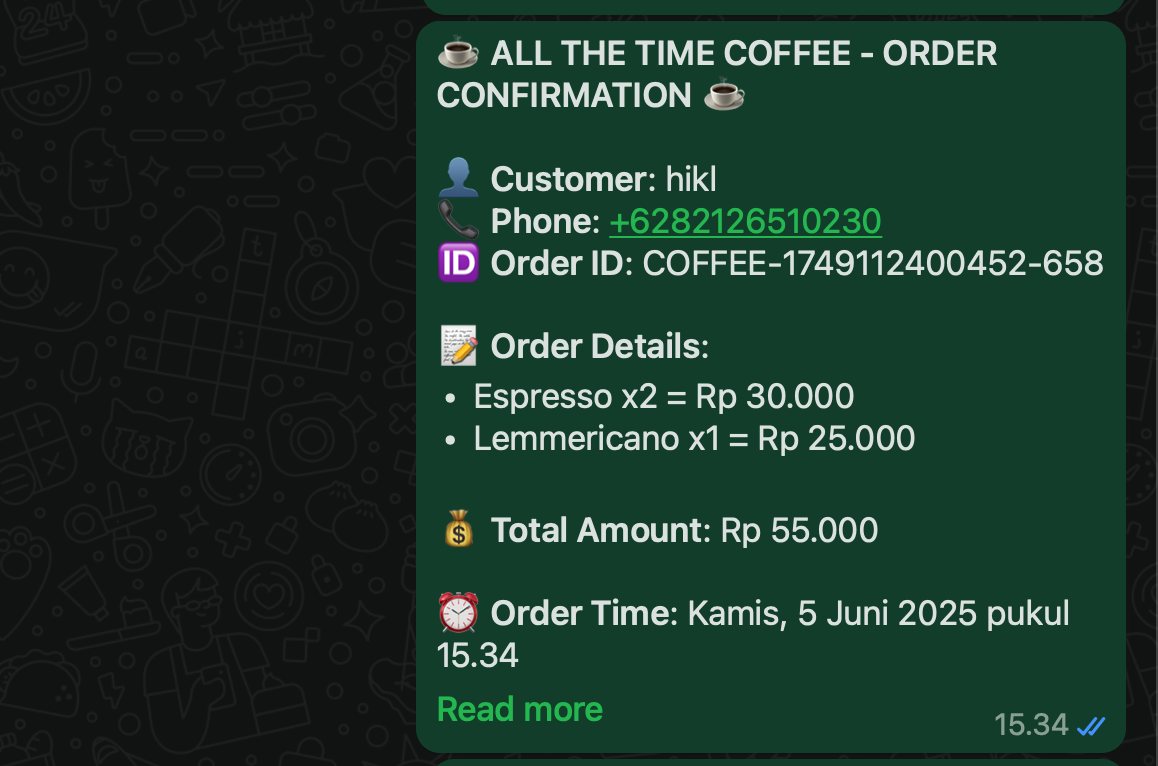 ☕ ALL THE TIME COFFEE - ORDER
CONFIRMATION ☕
👤 Customer: hikl
📞 Phone: +6282126510230
🆔 Order ID: COFFEE-1749112400452-658
📝 Order Details:
• Espresso x2 = Rp 30.000
• Lemmericano x1 = Rp 25.000
💰 Total Amount: Rp 55.000
⏰ Order Time: Kamis, 5 Juni 2025 pukul
15.34
Read more
15.34